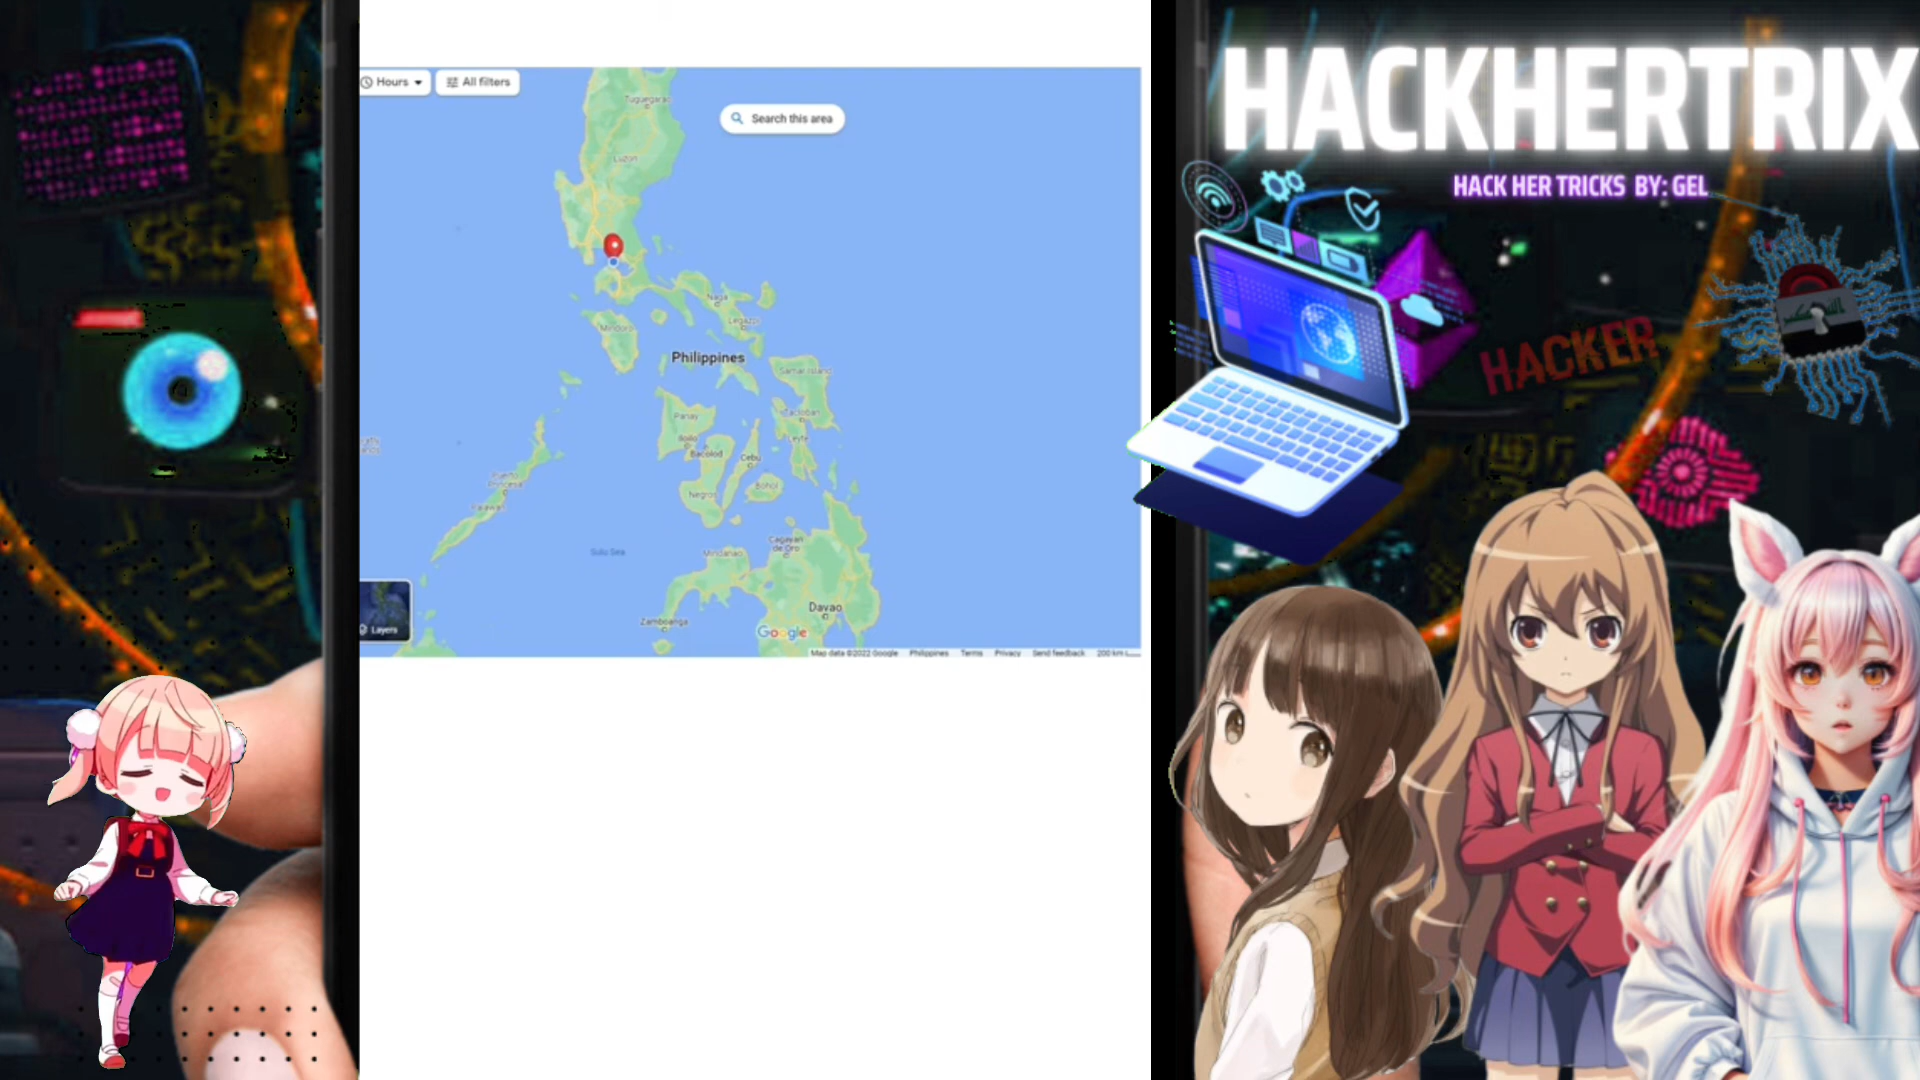 HACKHERTRIX
HACK HER TRICKS BY: GEL
HACKER
Hours
All filters
Search this area
Tuguegarao
Luzon
Naga
Legazpi
Mindoro
Philippines
Samar Island
Panay
Tacloban
Iloilo
Leyte
Bacolod
Cebu
Puerto
Princesa
Bohol
Negros
Palawan
Cagayan
de Oro
Sulu Sea
Mindanao
Davao
Zamboanga
Layers
Google
Map data ©2022 Google Philippines Terms Privacy Send feedback 200 km